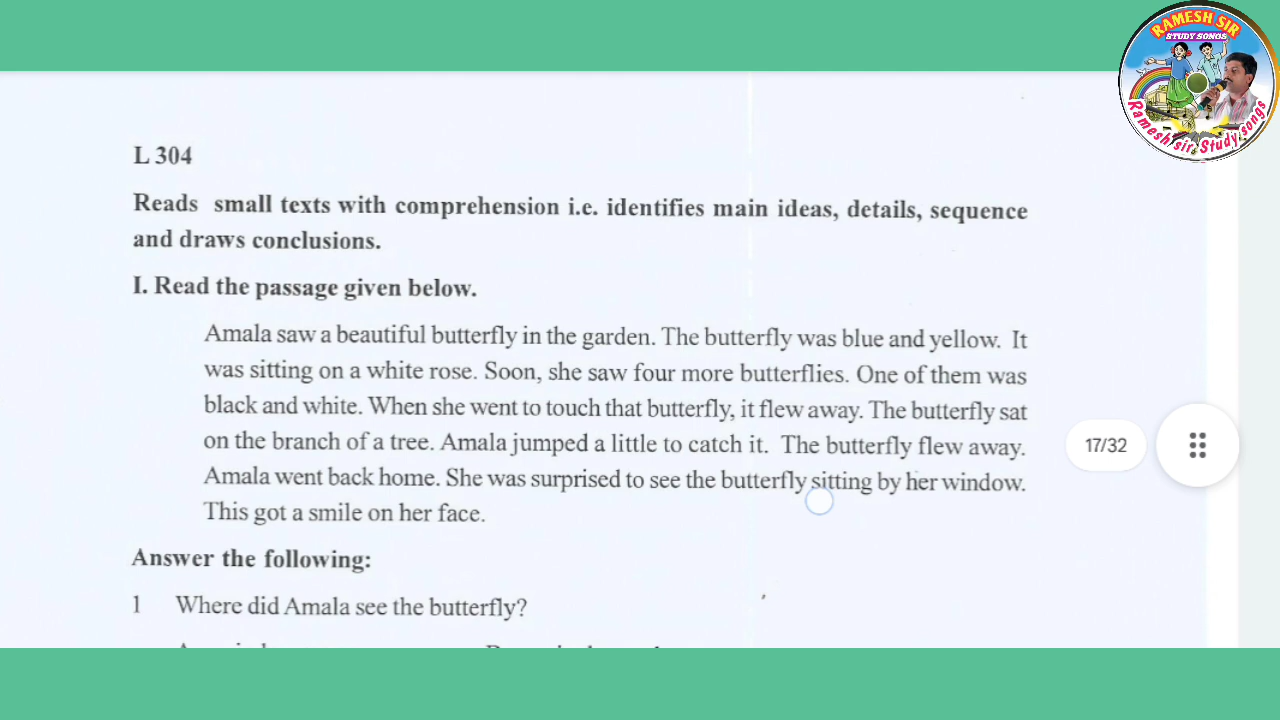 RAMESH SIR
STUDY SONGS
Ramesh sir, Study songs
L 304
Reads small texts with comprehension i.e. identifies main ideas, details, sequence
and draws conclusions.
I. Read the passage given below.
Amala saw a beautiful butterfly in the garden. The butterfly was blue and yellow. It
was sitting on a white rose. Soon, she saw four more butterflies. One of them was
black and white. When she went to touch that butterfly, it flew away. The butterfly sat
on the branch of a tree. Amala jumped a little to catch it. The butterfly flew away.
Amala went back home. She was surprised to see the butterfly sitting by her window.
This got a smile on her face.
17/32
Answer the following:
1 Where did Amala see the butterfly?